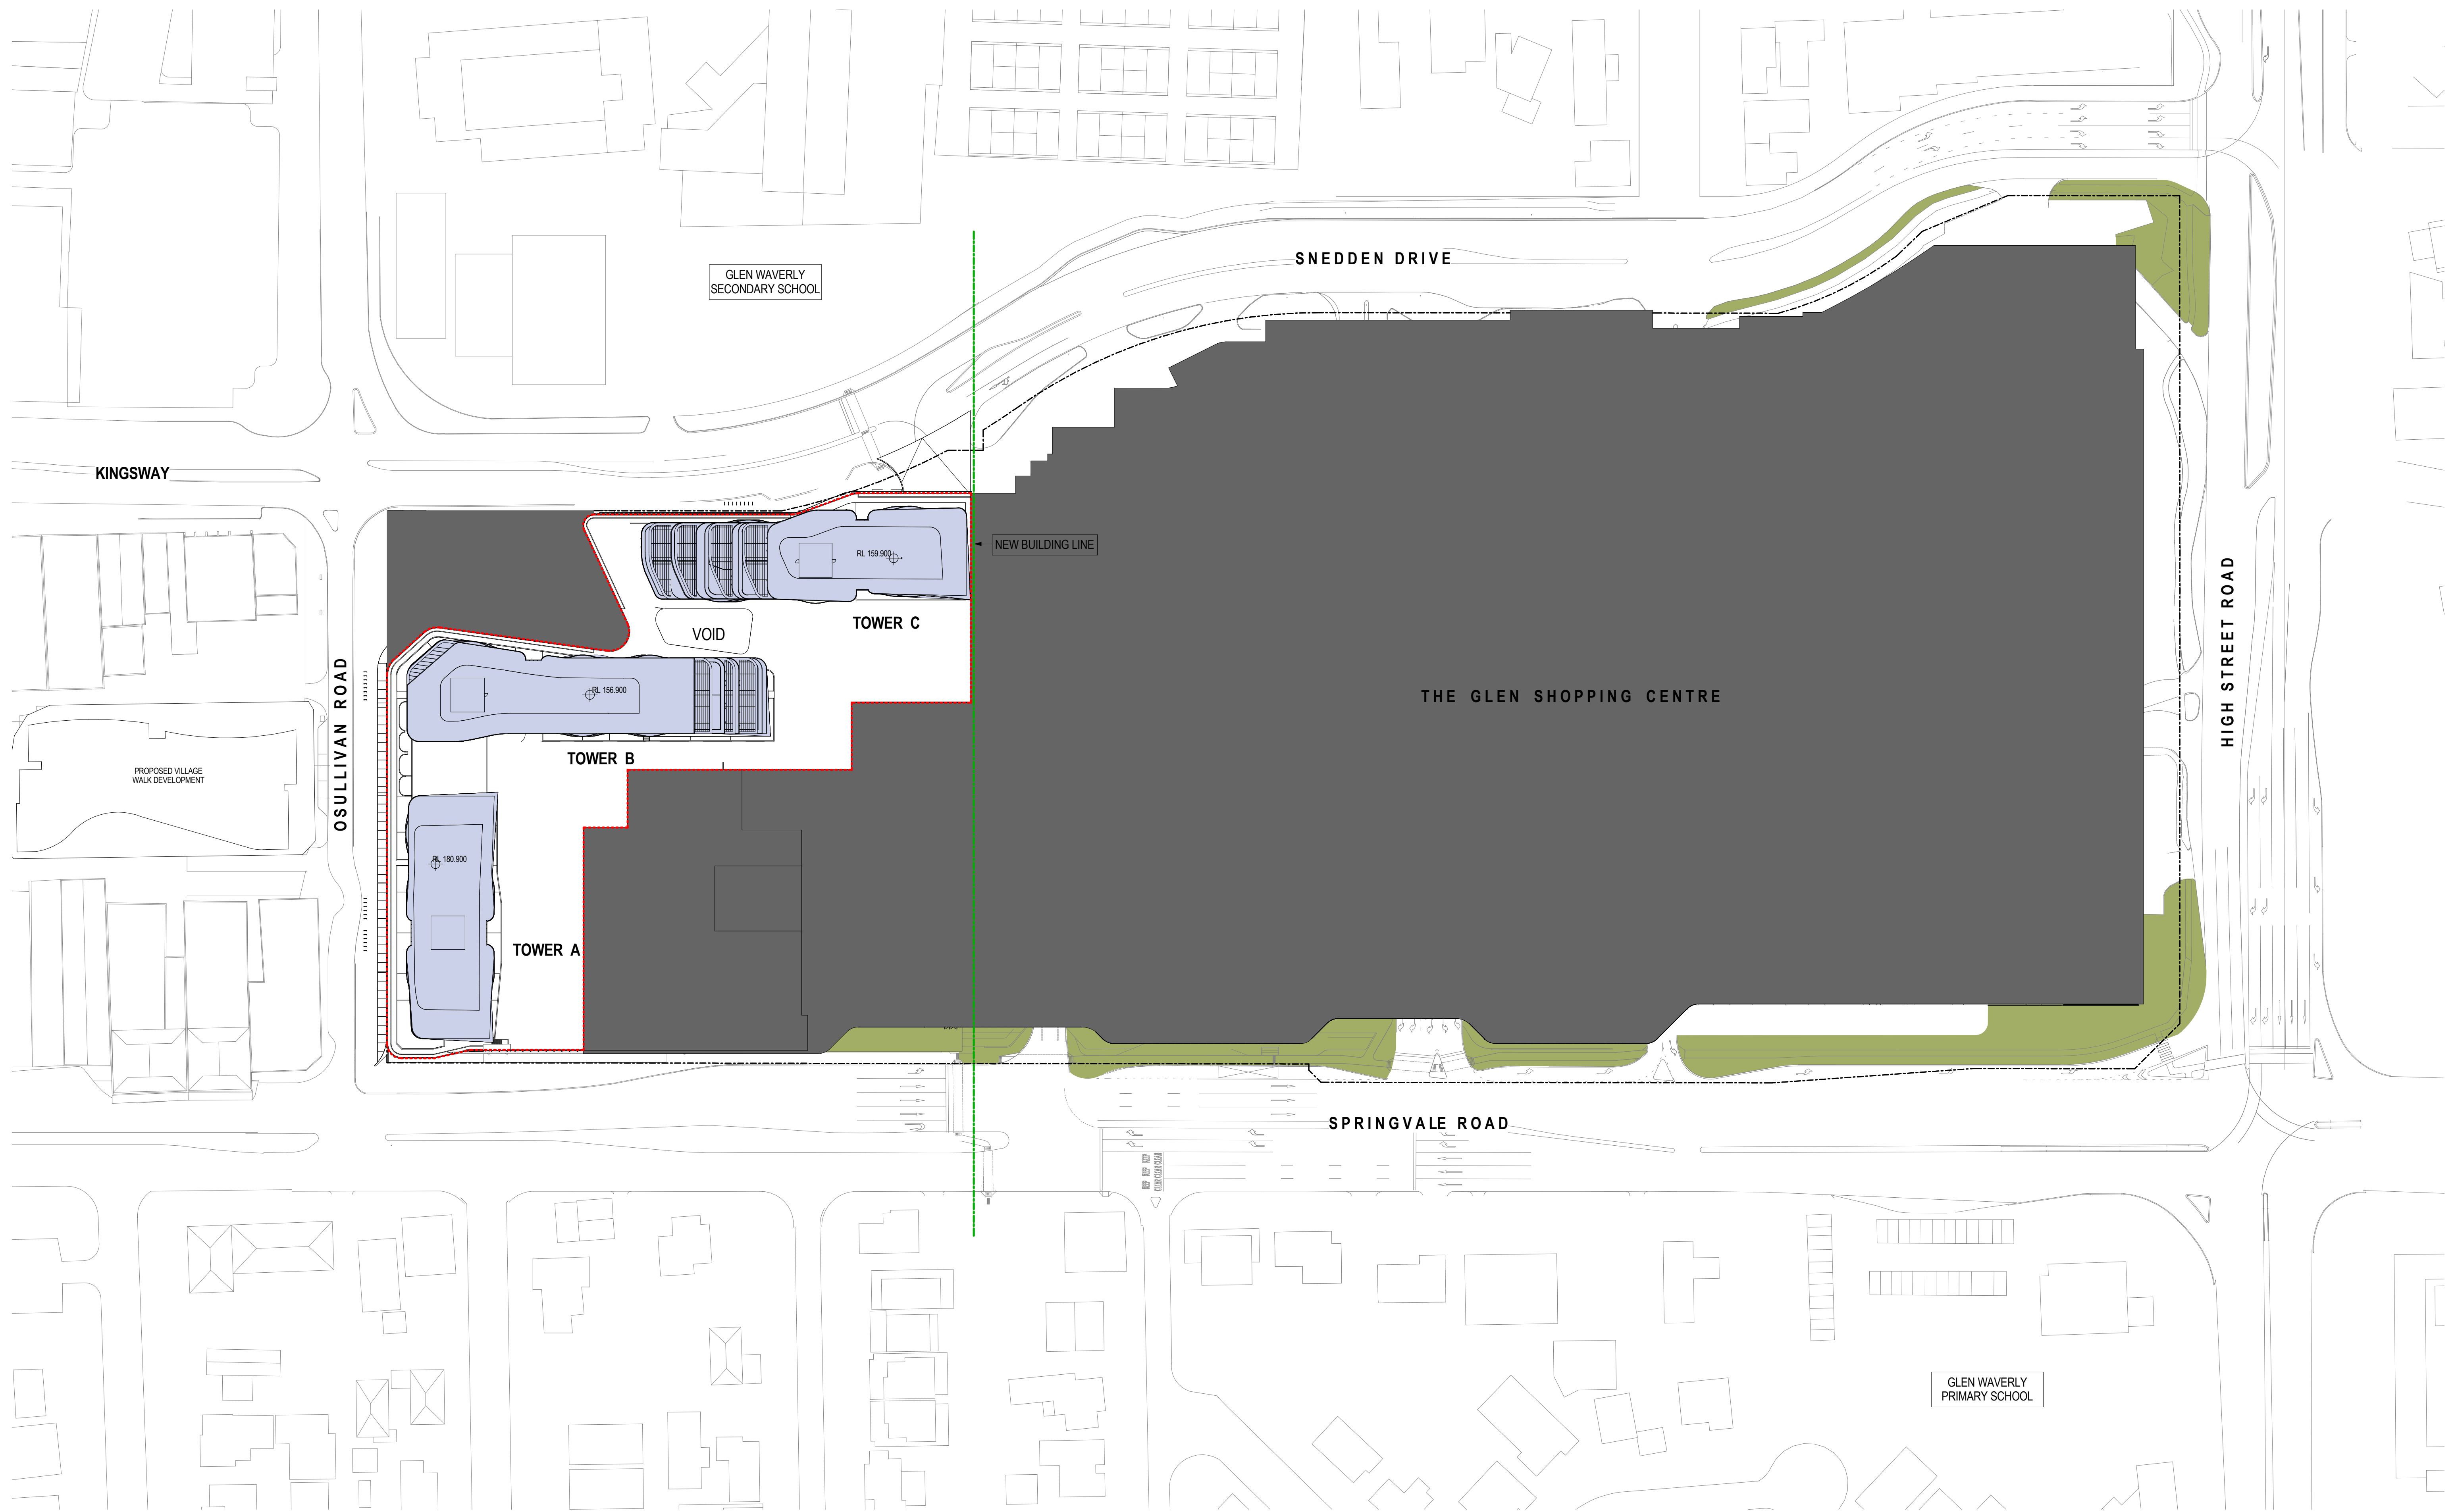 GLEN WAVERLY
SECONDARY SCHOOL
SNEDDEN DRIVE
KINGSWAY
NEW BUILDING LINE
RL 159.900
TOWER C
VOID
RL 156.900
TOWER B
THE GLEN SHOPPING CENTRE
HIGH STREET ROAD
OSULLIVAN ROAD
PROPOSED VILLAGE
WALK DEVELOPMENT
RL 180.900
TOWER A
SPRINGVALE ROAD
GLEN WAVERLY
PRIMARY SCHOOL